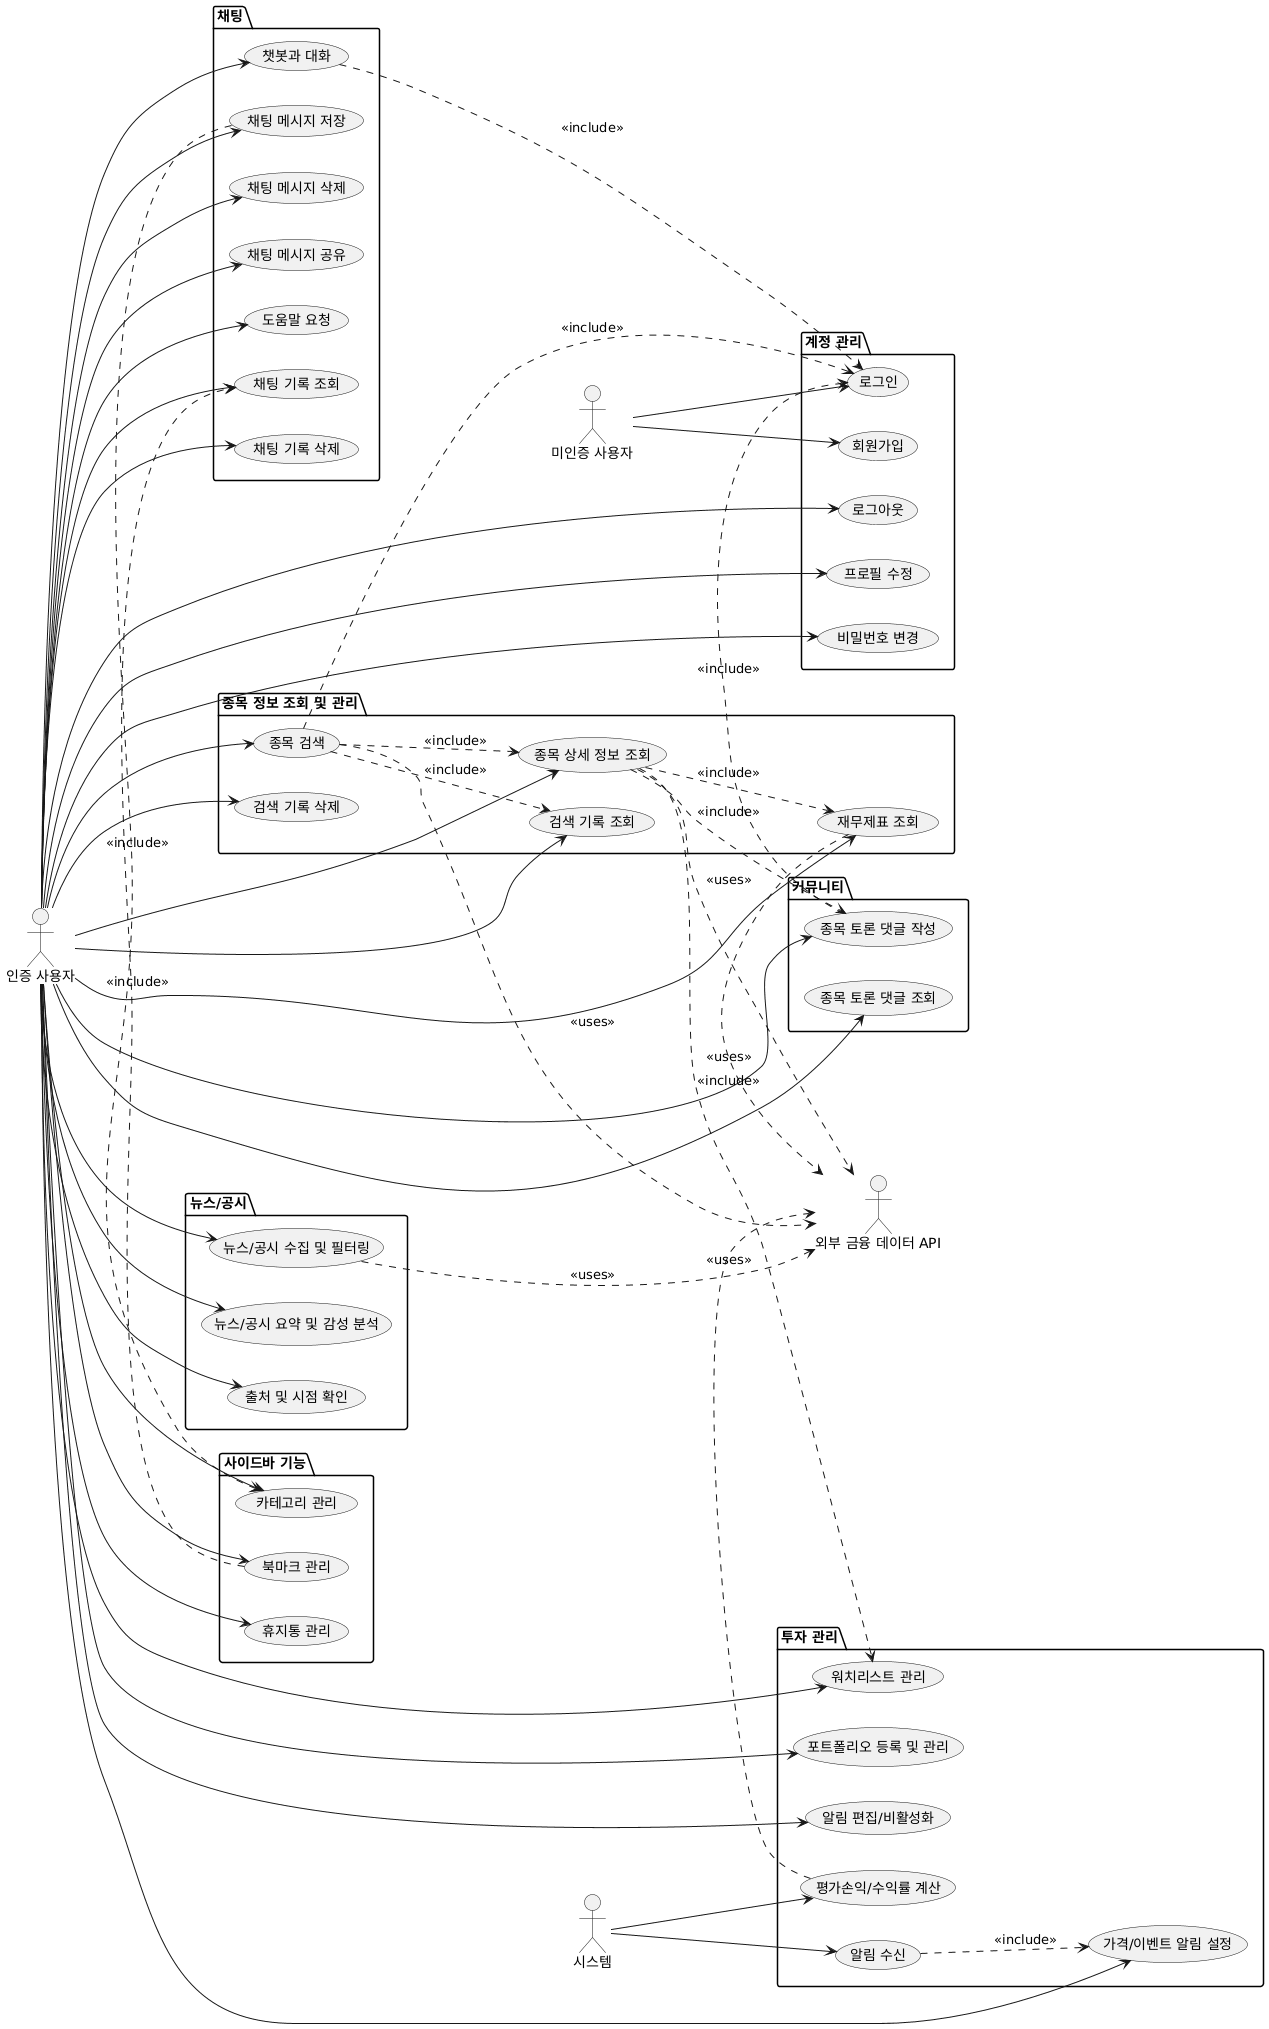 채팅
챗봇과 대화
채팅 메시지 저장
채팅 메시지 삭제
채팅 메시지 공유
도움말 요청
채팅 기록 조회
채팅 기록 삭제
«include»
«include»
계정 관리
로그인
회원가입
로그아웃
프로필 수정
비밀번호 변경
미인증 사용자
«include»
종목 정보 조회 및 관리
종목 검색
검색 기록 삭제
«include»
«include»
종목 상세 정보 조회
검색 기록 조회
«include»
«include»
재무제표 조회
«include»
«include»
인증 사용자
«uses»
«uses»
«uses»
«include»
커뮤니티
종목 토론 댓글 작성
종목 토론 댓글 조회
외부 금융 데이터 API
뉴스/공시
뉴스/공시 수집 및 필터링
뉴스/공시 요약 및 감성 분석
출처 및 시점 확인
«uses»
«uses»
사이드바 기능
카테고리 관리
북마크 관리
휴지통 관리
투자 관리
워치리스트 관리
포트폴리오 등록 및 관리
알림 편집/비활성화
평가손익/수익률 계산
알림 수신
«include»
가격/이벤트 알림 설정
시스템